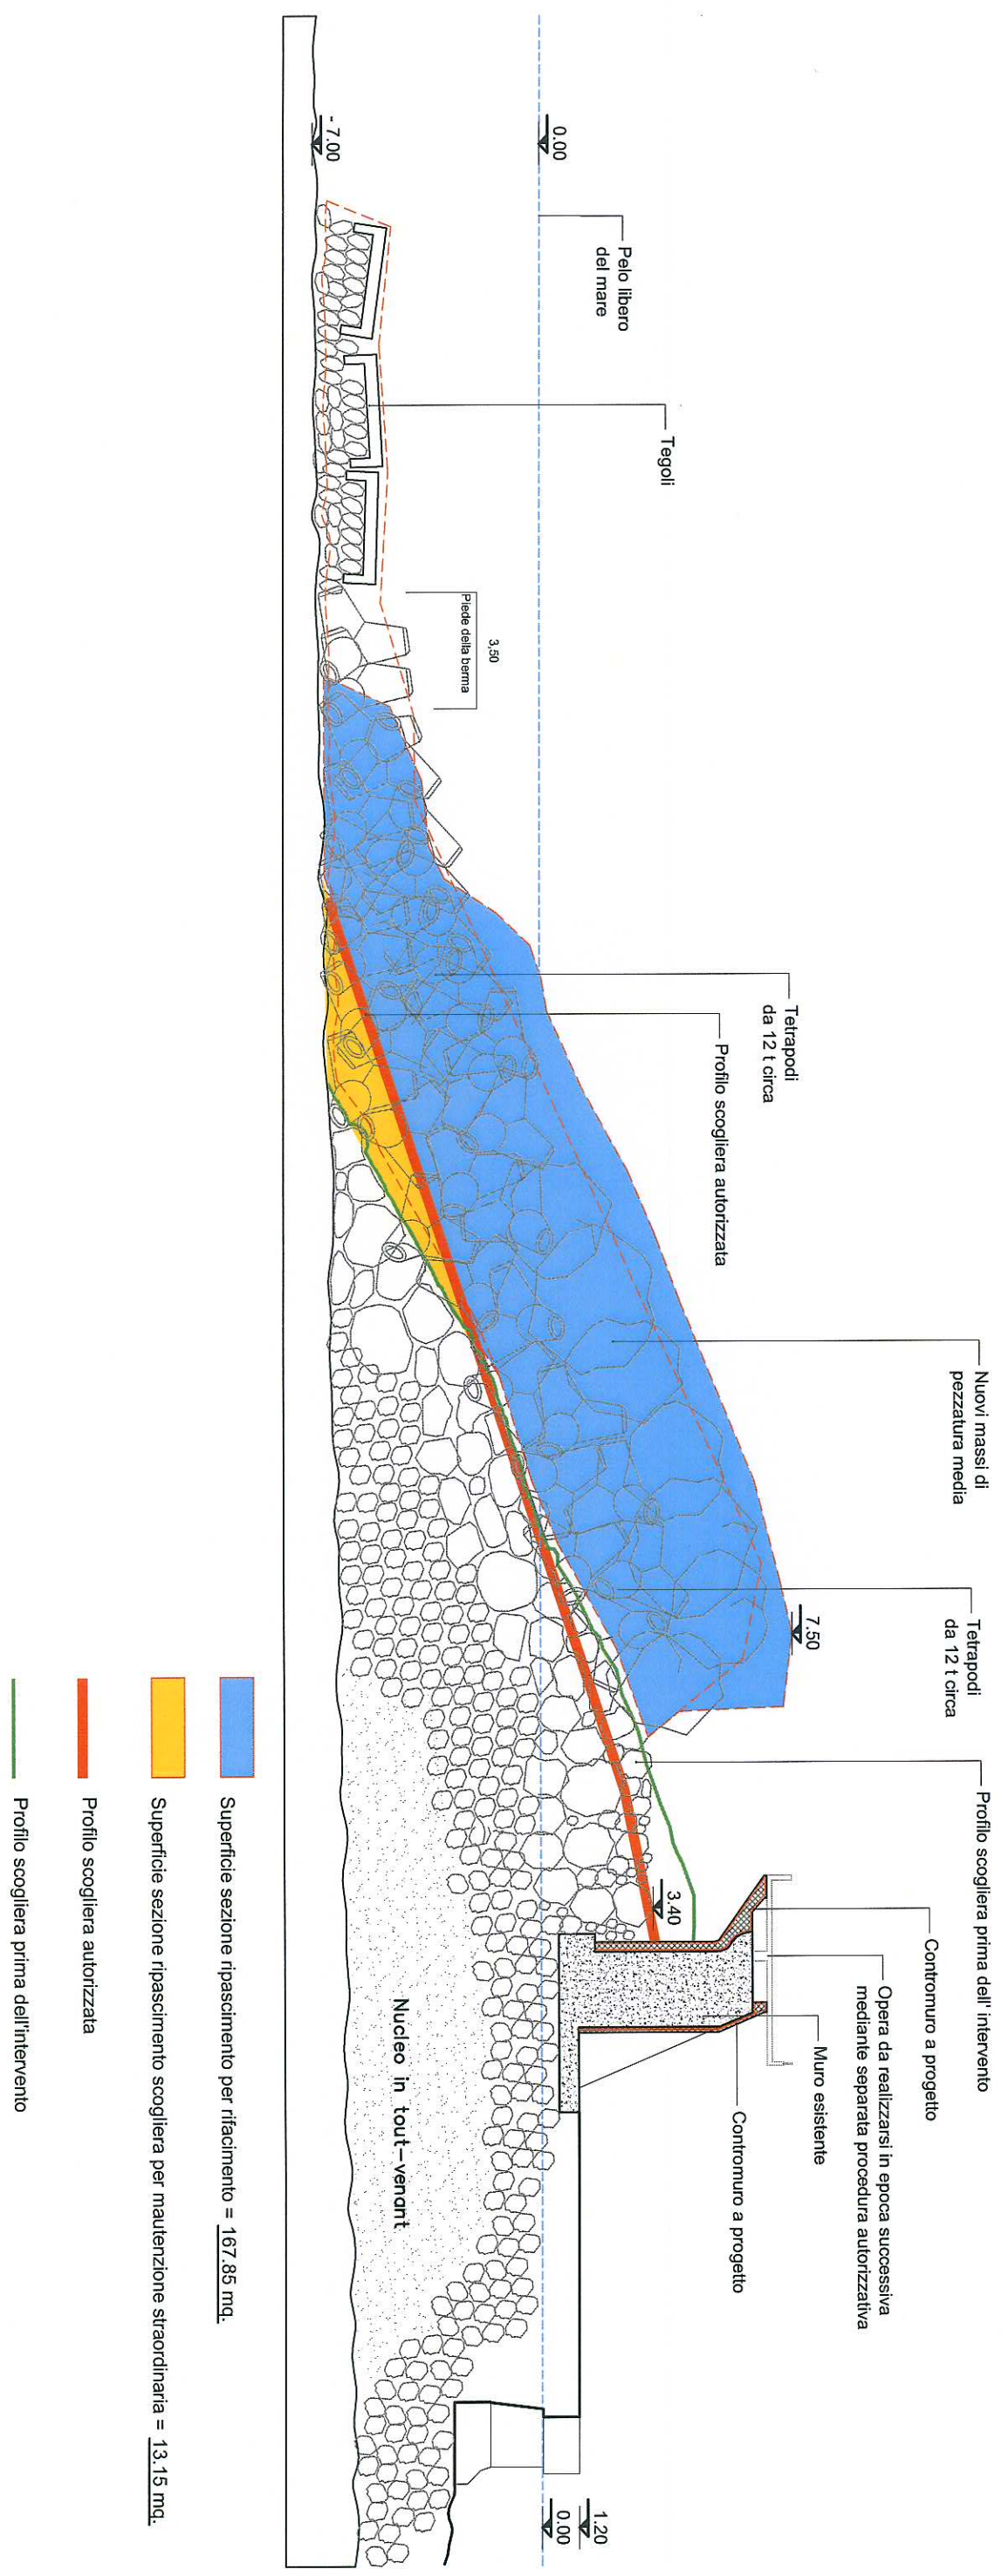 - 7.00
0.00
Pelo libero
del mare
Tegoli
3,50
Piede della berma
Tetrapodi
da 12 t circa
Profilo scogliera autorizzata
Nuovi massi di
pezzatura media
7.50
Tetrapodi
da 12 t circa
Profilo scogliera prima dell' intervento
3.40
Contromuro a progetto
Opera da realizzarsi in epoca successiva
mediante separata procedura autorizzativa
Muro esistente
Contromuro a progetto
Nucleo in tout-venant
1.20
0.00
Superficie sezione ripascimento per rifacimento = 167.85 mq.
Superficie sezione ripascimento scogliera per mautenzione straordinaria = 13.15 mq.
Profilo scogliera autorizzata
Profilo scogliera prima dell'intervento